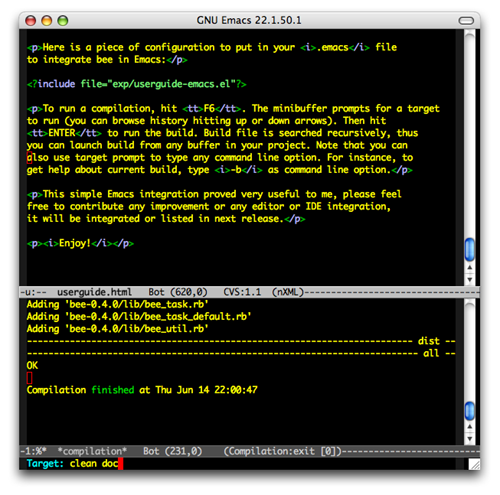 GNU Emacs 22.1.50.1
<p>Here is a piece of configuration to put in your <i>.emacs</i> file
to integrate bee in Emacs:</p>
<?include file="exp/userguide-emacs.el"?>
<p>To run a compilation, hit <tt>F6</tt>. The minibuffer prompts for a target
to run (you can browse history hitting up or down arrows). Then hit
<tt>ENTER</tt> to run the build. Build file is searched recursively, thus
you can launch build from any buffer in your project. Note that you can
also use target prompt to type any command line option. For instance, to
get help about current build, type <i>-b</i> as command line option.</p>
<p>This simple Emacs integration proved very useful to me, please feel
free to contribute any improvement or any editor or IDE integration,
it will be integrated or listed in next release.</p>
<p><i>Enjoy!</i></p>
-u:-- userguide.html Bot (620,0) CVS:1.1 (nXML)--------------------------------
Adding 'bee-0.4.0/lib/bee_task.rb'
Adding 'bee-0.4.0/lib/bee_task_default.rb'
Adding 'bee-0.4.0/lib/bee_util.rb'
---------------------------------------------------------------------- dist --
----------------------------------------------------------------------- all --
OK
Compilation finished at Thu Jun 14 22:00:47
-1:%* *compilation* Bot (231,0) (Compilation:exit [0])------------------------
Target: clean doc